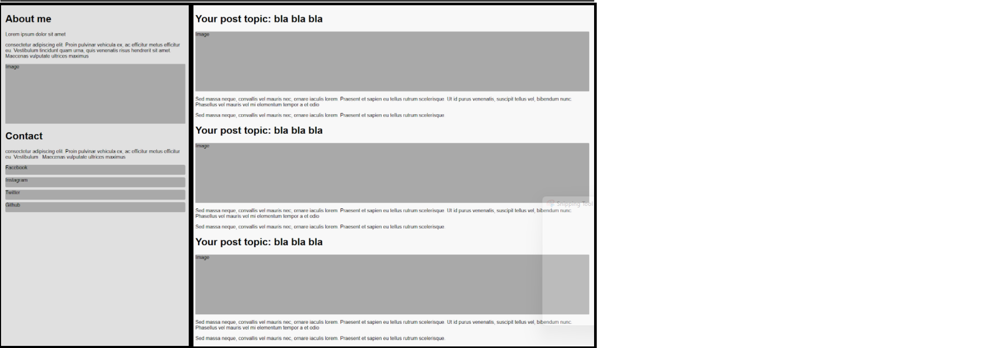 About me
Lorem ipsum dolor sit amet
consectetur adipiscing elit. Proin pulvinar vehicula ex, ac efficitur metus efficitur
eu. Vestibulum tincidunt quam urna, quis venenatis risus hendrerit sit amet.
Maecenas vulputate ultrices maximus
Image
Contact
consectetur adipiscing elit. Proin pulvinar vehicula ex, ac efficitur metus efficitur
eu. Vestibulum . Maecenas vulputate ultrices maximus
Facebook
Instagram
Twitter
Github
Your post topic: bla bla bla
Image
Sed massa neque, convallis vel mauris nec, ornare iaculis lorem. Praesent et sapien eu tellus rutrum scelerisque. Ut id purus venenatis, suscipit tellus vel, bibendum nunc.
Phasellus vel mauris vel mi elementum tempor a et odio
Sed massa neque, convallis vel mauris nec, ornare iaculis lorem. Praesent et sapien eu tellus rutrum scelerisque.
Your post topic: bla bla bla
Image
Snipping Tool
Sed massa neque, convallis vel mauris nec, ornare iaculis lorem. Praesent et sapien eu tellus rutrum scelerisque. Ut id purus venenatis, suscipit tellus vel, bibendum nunc.
Phasellus vel mauris vel mi elementum tempor a et odio
Sed massa neque, convallis vel mauris nec, ornare iaculis lorem. Praesent et sapien eu tellus rutrum scelerisque.
Your post topic: bla bla bla
Image
Sed massa neque, convallis vel mauris nec, ornare iaculis lorem. Praesent et sapien eu tellus rutrum scelerisque. Ut id purus venenatis, suscipit tellus vel, bibendum nunc.
Phasellus vel mauris vel mi elementum tempor a et odio
Sed massa neque, convallis vel mauris nec, ornare iaculis lorem. Praesent et sapien eu tellus rutrum scelerisque.